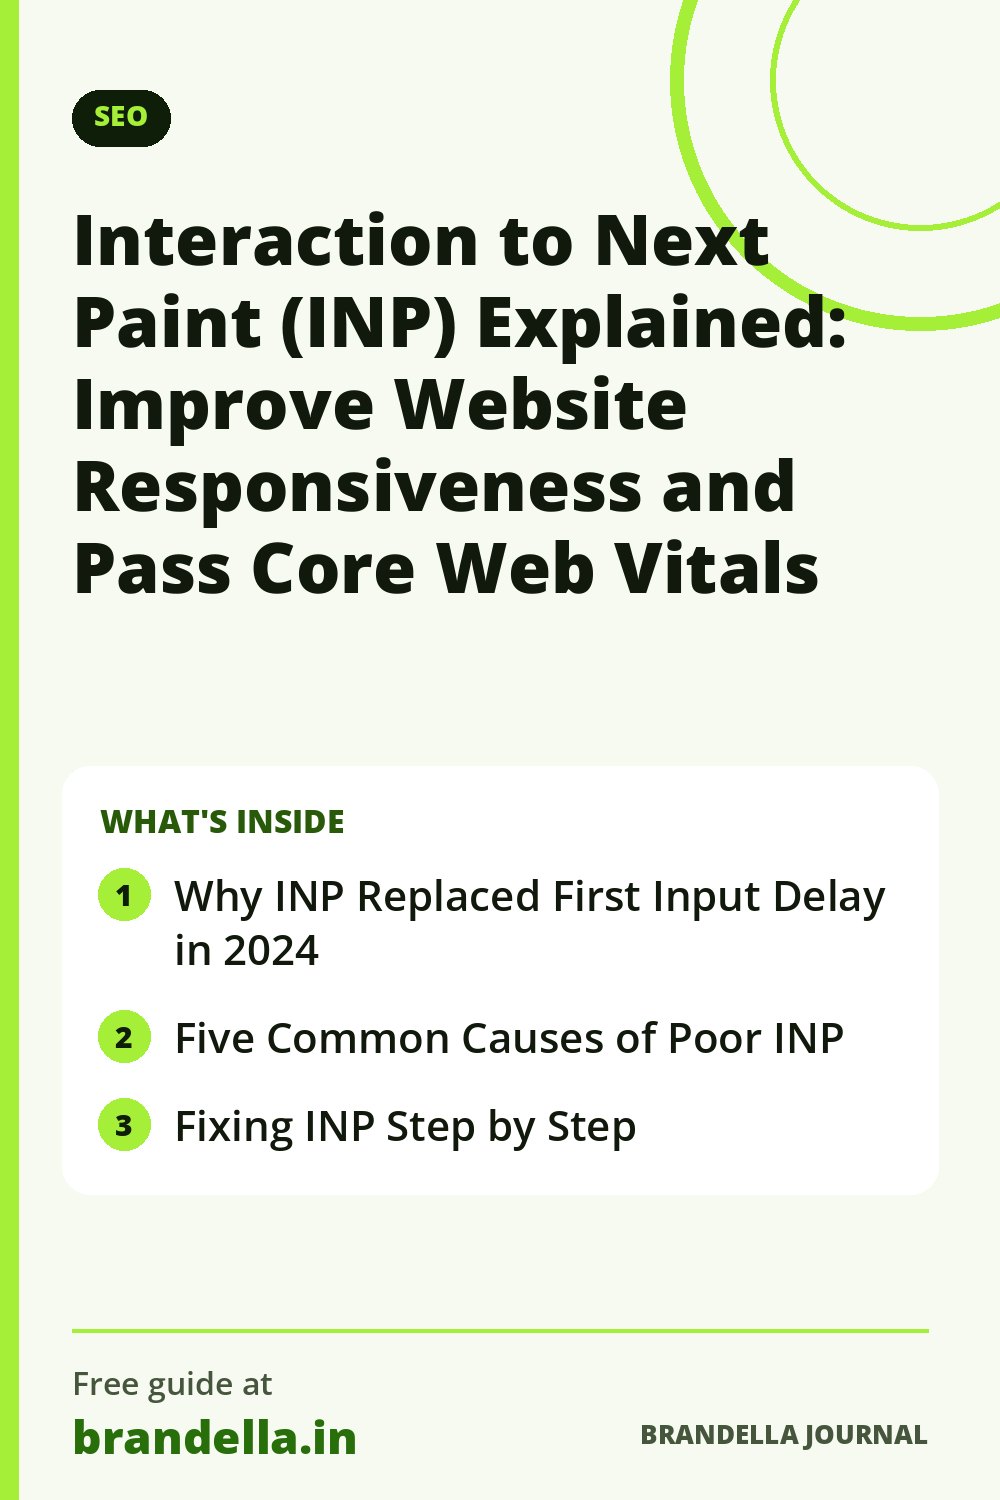 SEO
Interaction to Next
Paint (INP) Explained:
Improve Website
Responsiveness and
Pass Core Web Vitals
WHAT'S INSIDE
1 Why INP Replaced First Input Delay
in 2024
2 Five Common Causes of Poor INP
3 Fixing INP Step by Step
Free guide at
brandella.in
BRANDELLA JOURNAL